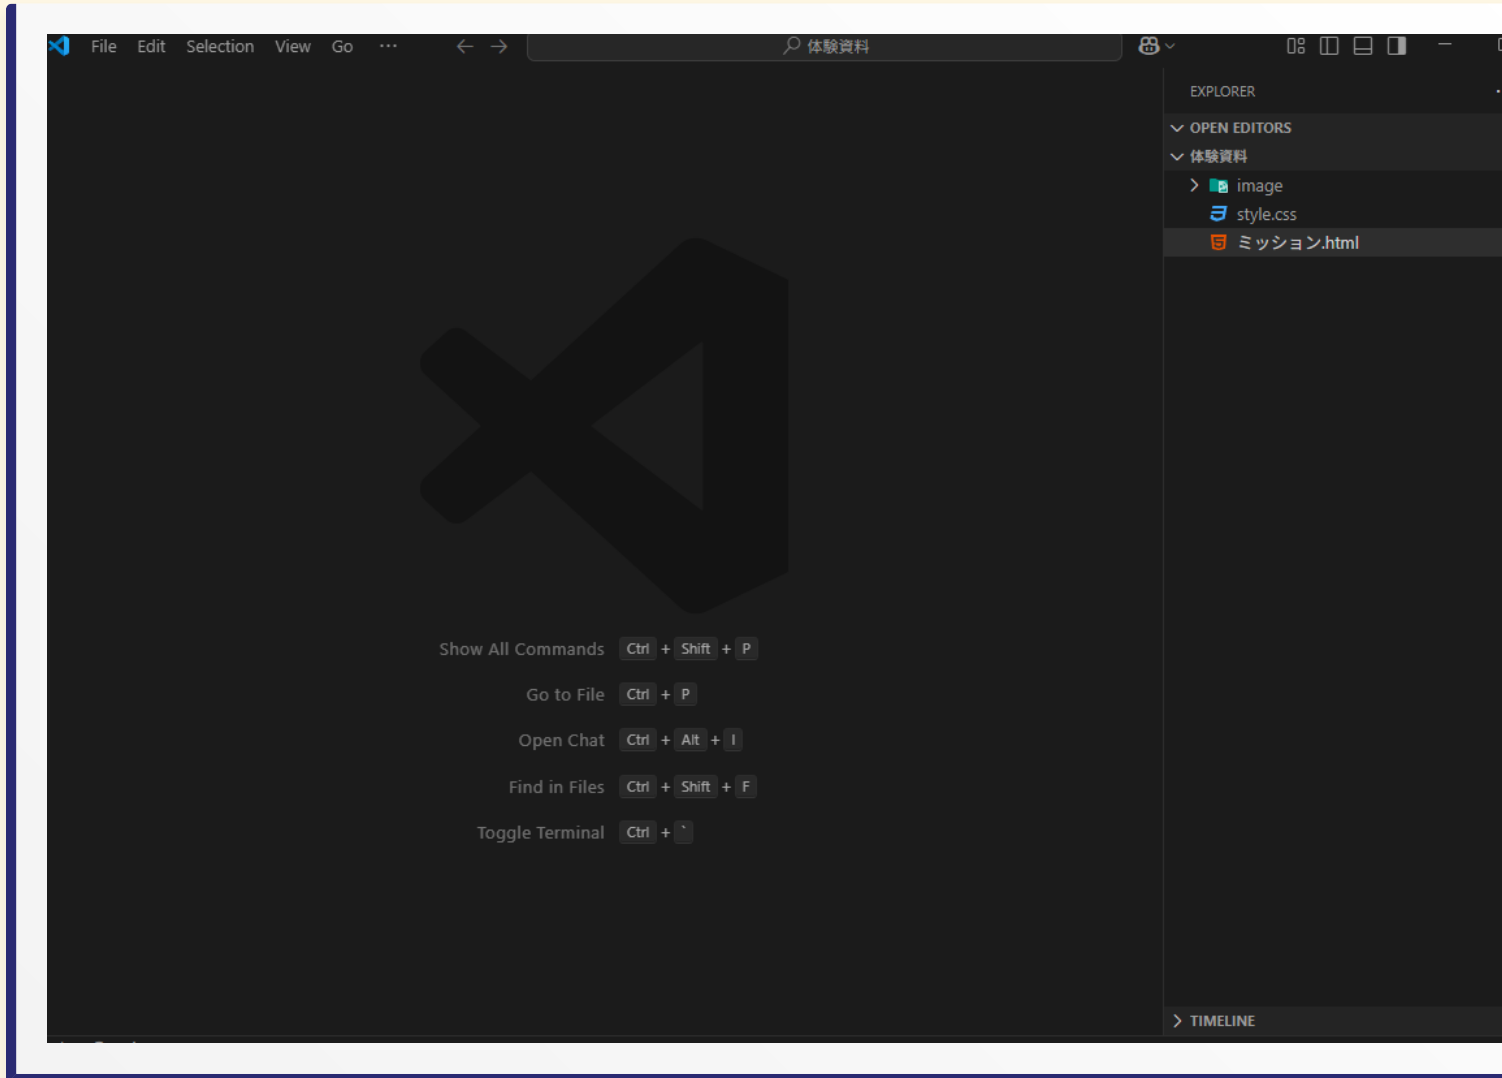 File Edit Selection View Go ··· 体験資料
EXPLORER
OPEN EDITORS
体験資料
image
style.css
ミッション.html
Show All Commands Ctrl + Shift + P
Go to File Ctrl + P
Open Chat Ctrl + Alt + I
Find in Files Ctrl + Shift + F
Toggle Terminal Ctrl + `
TIMELINE